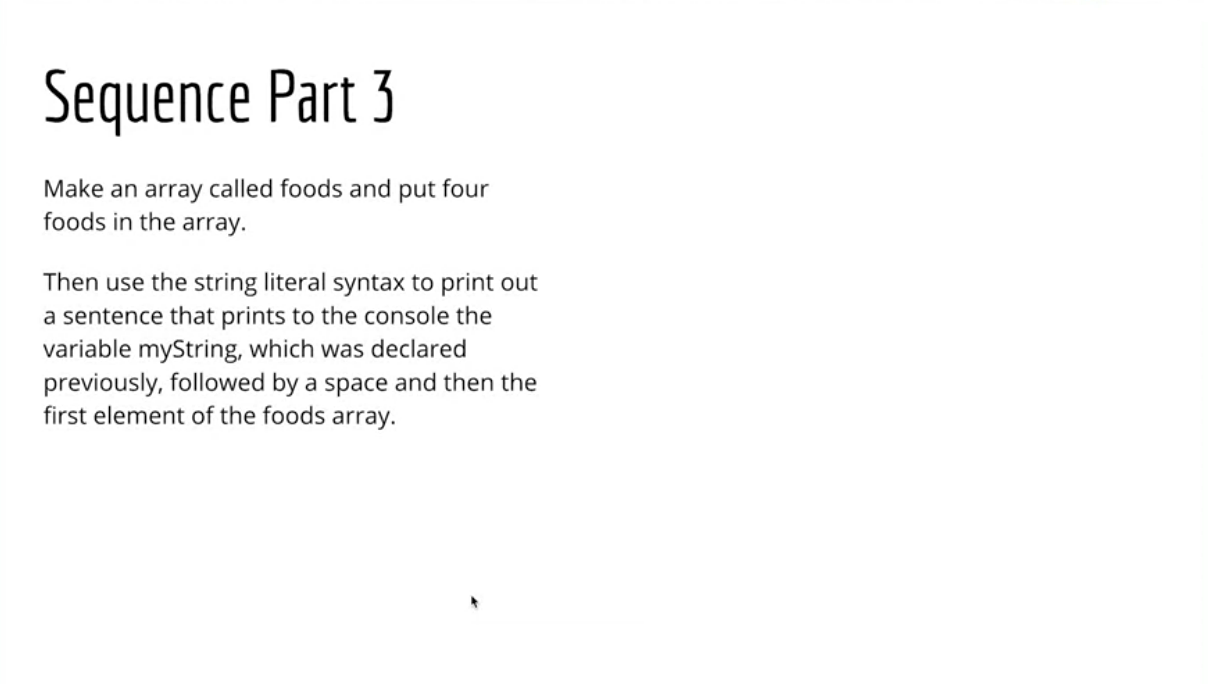 Sequence Part 3
Make an array called foods and put four
foods in the array.
Then use the string literal syntax to print out
a sentence that prints to the console the
variable myString, which was declared
previously, followed by a space and then the
first element of the foods array.